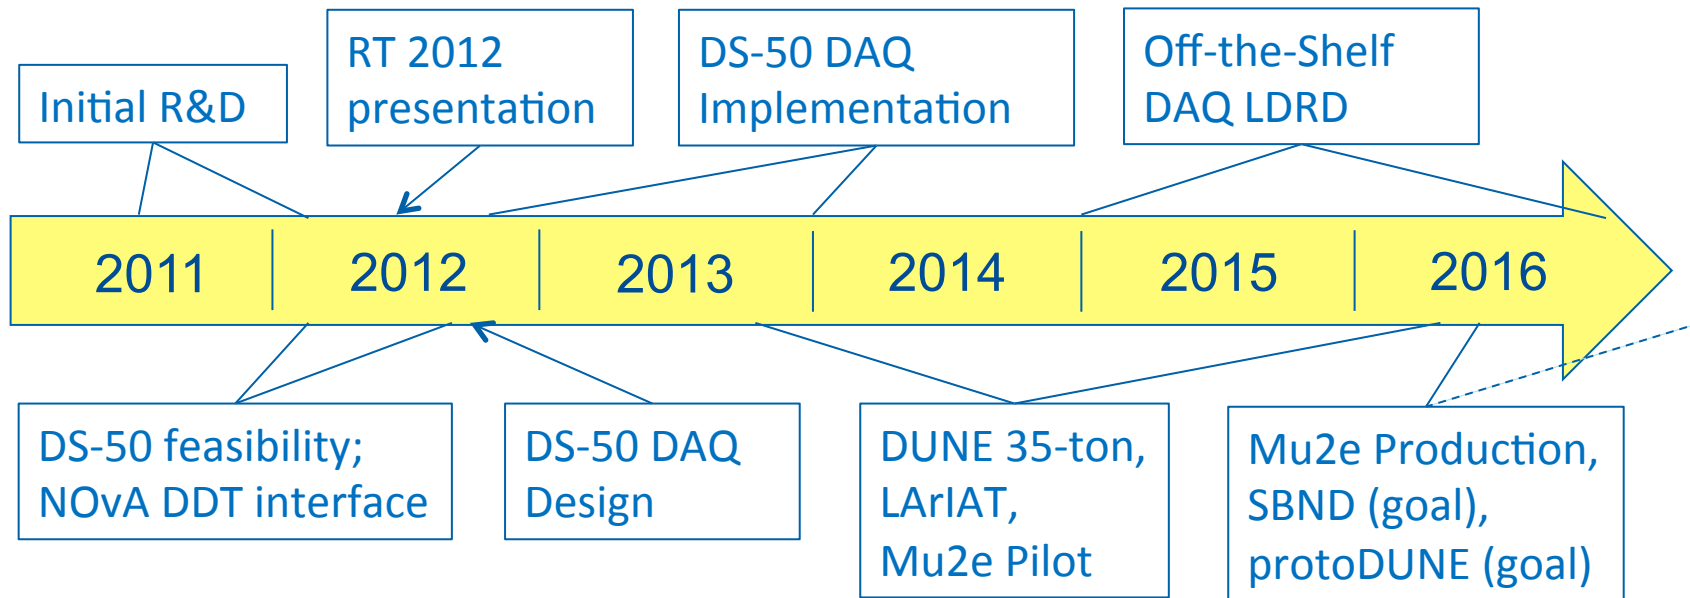 Initial R&D
RT 2012
presentation
DS-50 DAQ
Implementation
Off-the-Shelf
DAQ LDRD
2011
2012
2013
2014
2015
2016
DS-50 feasibility;
NOvA DDT interface
DS-50 DAQ
Design
DUNE 35-ton,
LArIAT,
Mu2e Pilot
Mu2e Production,
SBND (goal),
protoDUNE (goal)